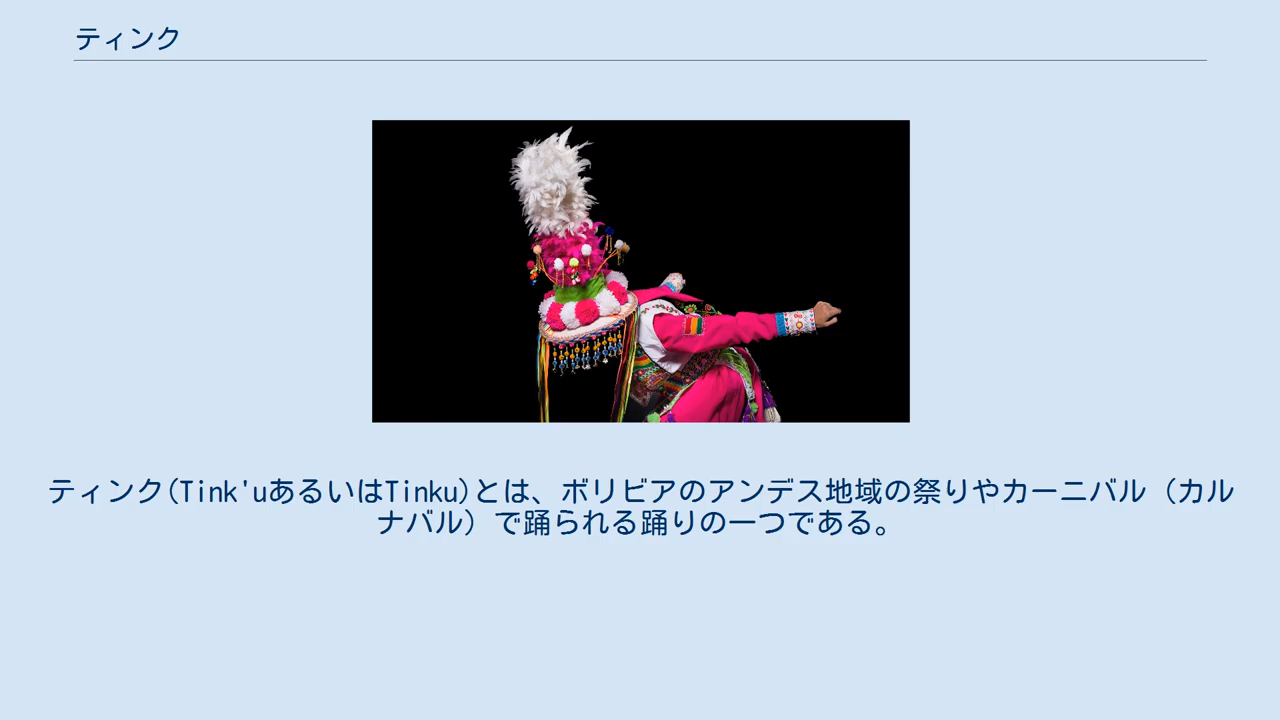 ティンク
ティンク(Tink'uあるいはTinku)とは、ボリビアのアンデス地域の祭りやカーニバル（カル
ナバル）で踊られる踊りの一つである。